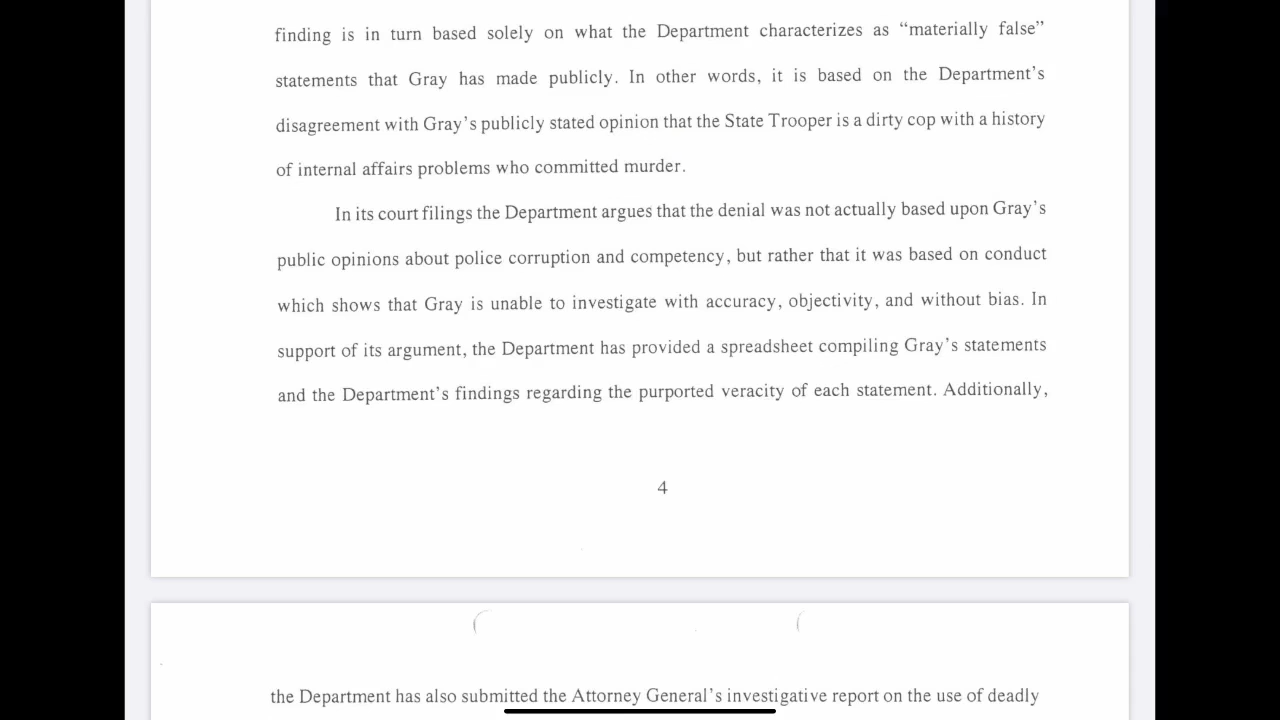 finding is in turn based solely on what the Department characterizes as “materially false”
statements that Gray has made publicly. In other words, it is based on the Department’s
disagreement with Gray’s publicly stated opinion that the State Trooper is a dirty cop with a history
of internal affairs problems who committed murder.
In its court filings the Department argues that the denial was not actually based upon Gray’s
public opinions about police corruption and competency, but rather that it was based on conduct
which shows that Gray is unable to investigate with accuracy, objectivity, and without bias. In
support of its argument, the Department has provided a spreadsheet compiling Gray’s statements
and the Department’s findings regarding the purported veracity of each statement. Additionally,
4
the Department has also submitted the Attorney General’s investigative report on the use of deadly